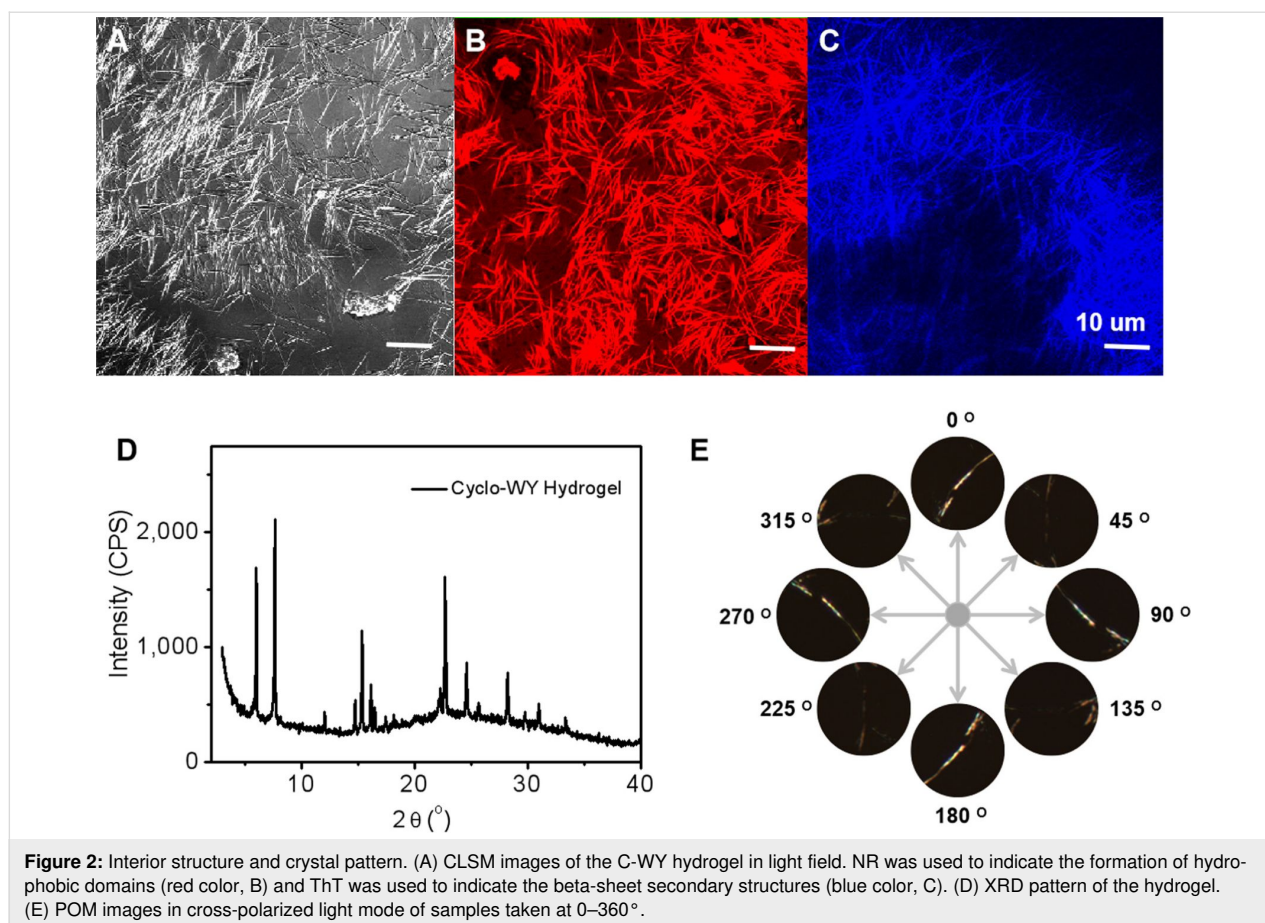 A
B
C
10 um
D
Cyclo-WY Hydrogel
2,000
1,000
0
Intensity (CPS)
10
20
30
40
2θ (°)
E
0 °
315 °
45 °
270 °
90 °
225 °
135 °
180 °
Figure 2: Interior structure and crystal pattern. (A) CLSM images of the C-WY hydrogel in light field. NR was used to indicate the formation of hydro-
phobic domains (red color, B) and ThT was used to indicate the beta-sheet secondary structures (blue color, C). (D) XRD pattern of the hydrogel.
(E) POM images in cross-polarized light mode of samples taken at 0–360°.